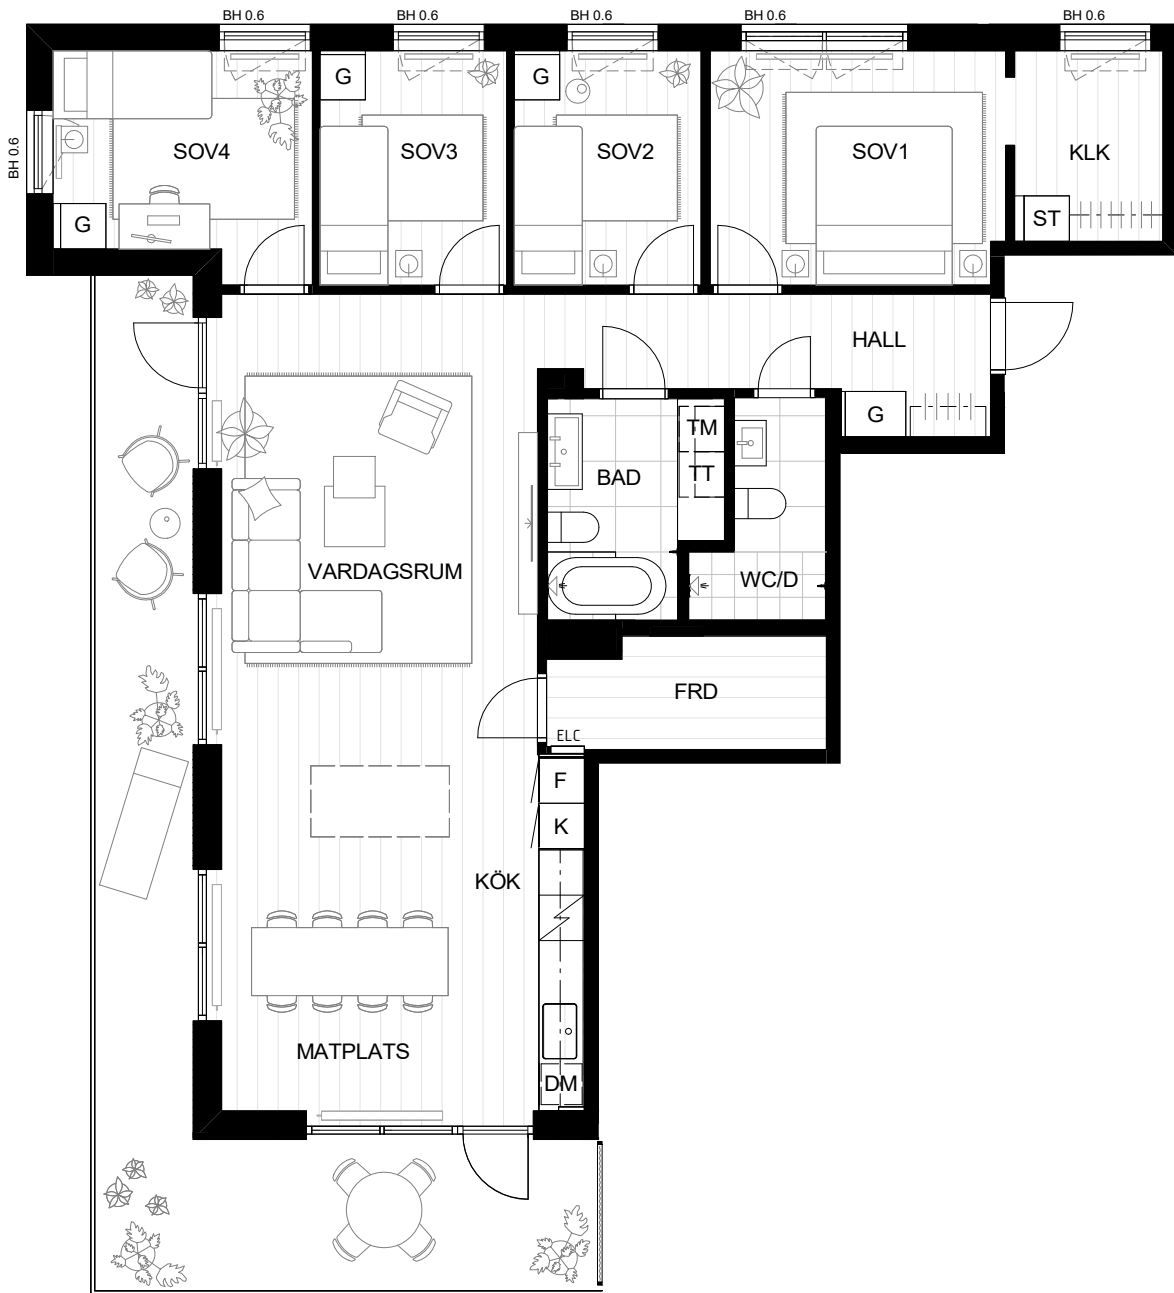 BH 0.6 BH 0.6 BH 0.6 BH 0.6 BH 0.6
G G
BH 0.6
SOV4 SOV3 SOV2 SOV1 KLK
G ST
HALL
G
TM
BAD TT
VARDAGSRUM WC/D
FRD
ELC
F
K
KÖK
MATPLATS
DM